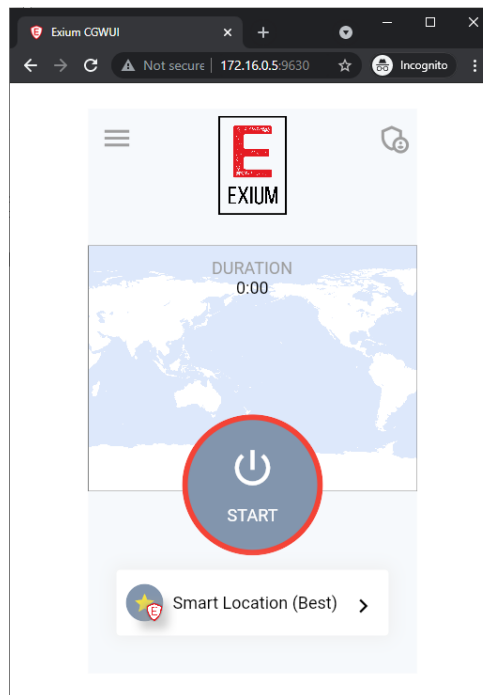 Exium CGWUI
Not secure | 172.16.0.5:9630
Incognito
E
EXIUM
DURATION
0:00
START
Smart Location (Best)